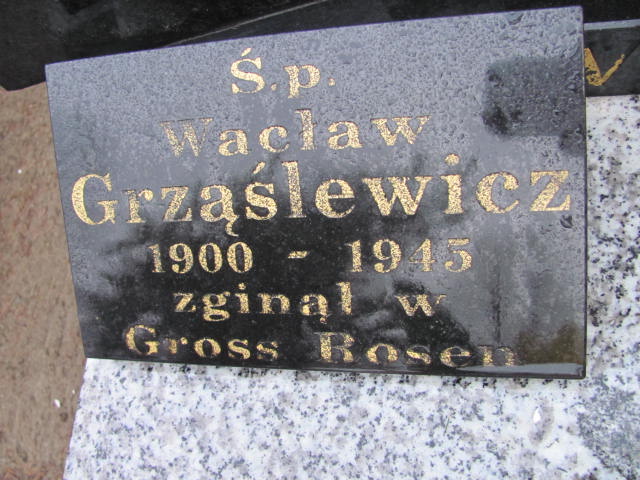 Ś.p.
Wacław
Grząślewicz
1900 - 1945
zginął w
Gross Rosen